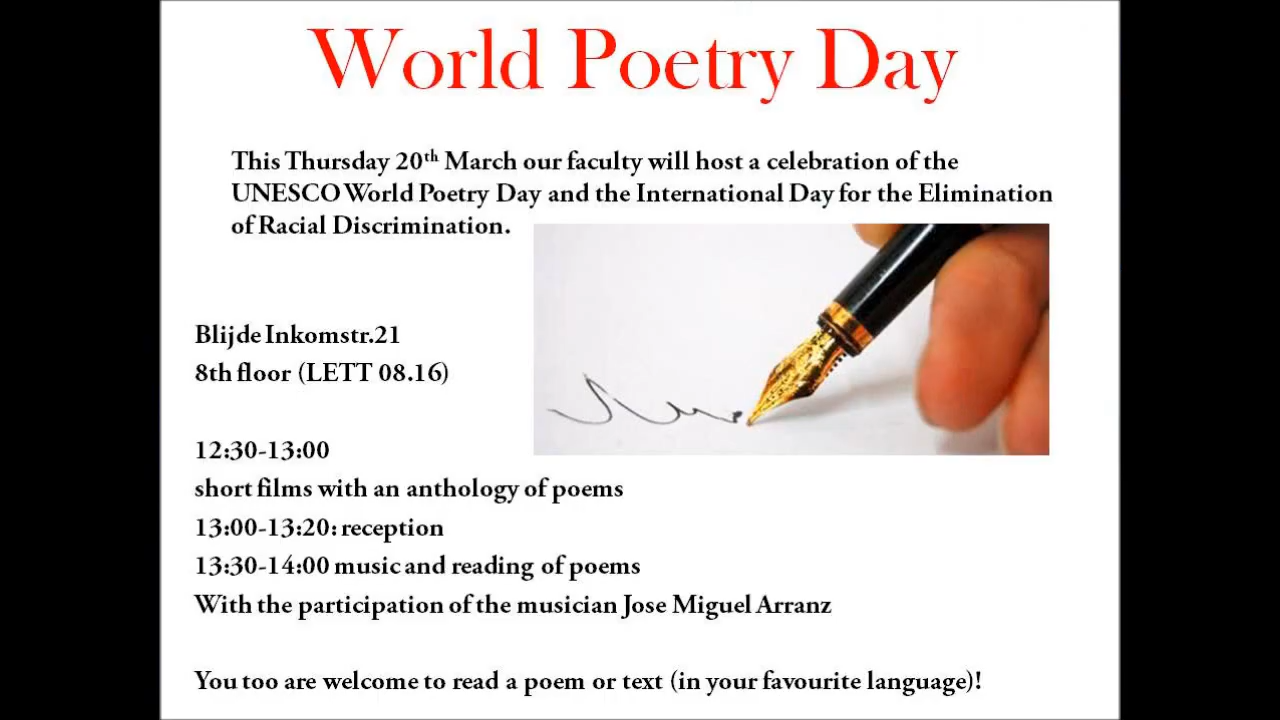 World Poetry Day
This Thursday 20th March our faculty will host a celebration of the
UNESCO World Poetry Day and the International Day for the Elimination
of Racial Discrimination.
Blijde Inkomstr.21
8th floor (LETT 08.16)
12:30-13:00
short films with an anthology of poems
13:00-13:20: reception
13:30-14:00 music and reading of poems
With the participation of the musician Jose Miguel Arranz
You too are welcome to read a poem or text (in your favourite language)!